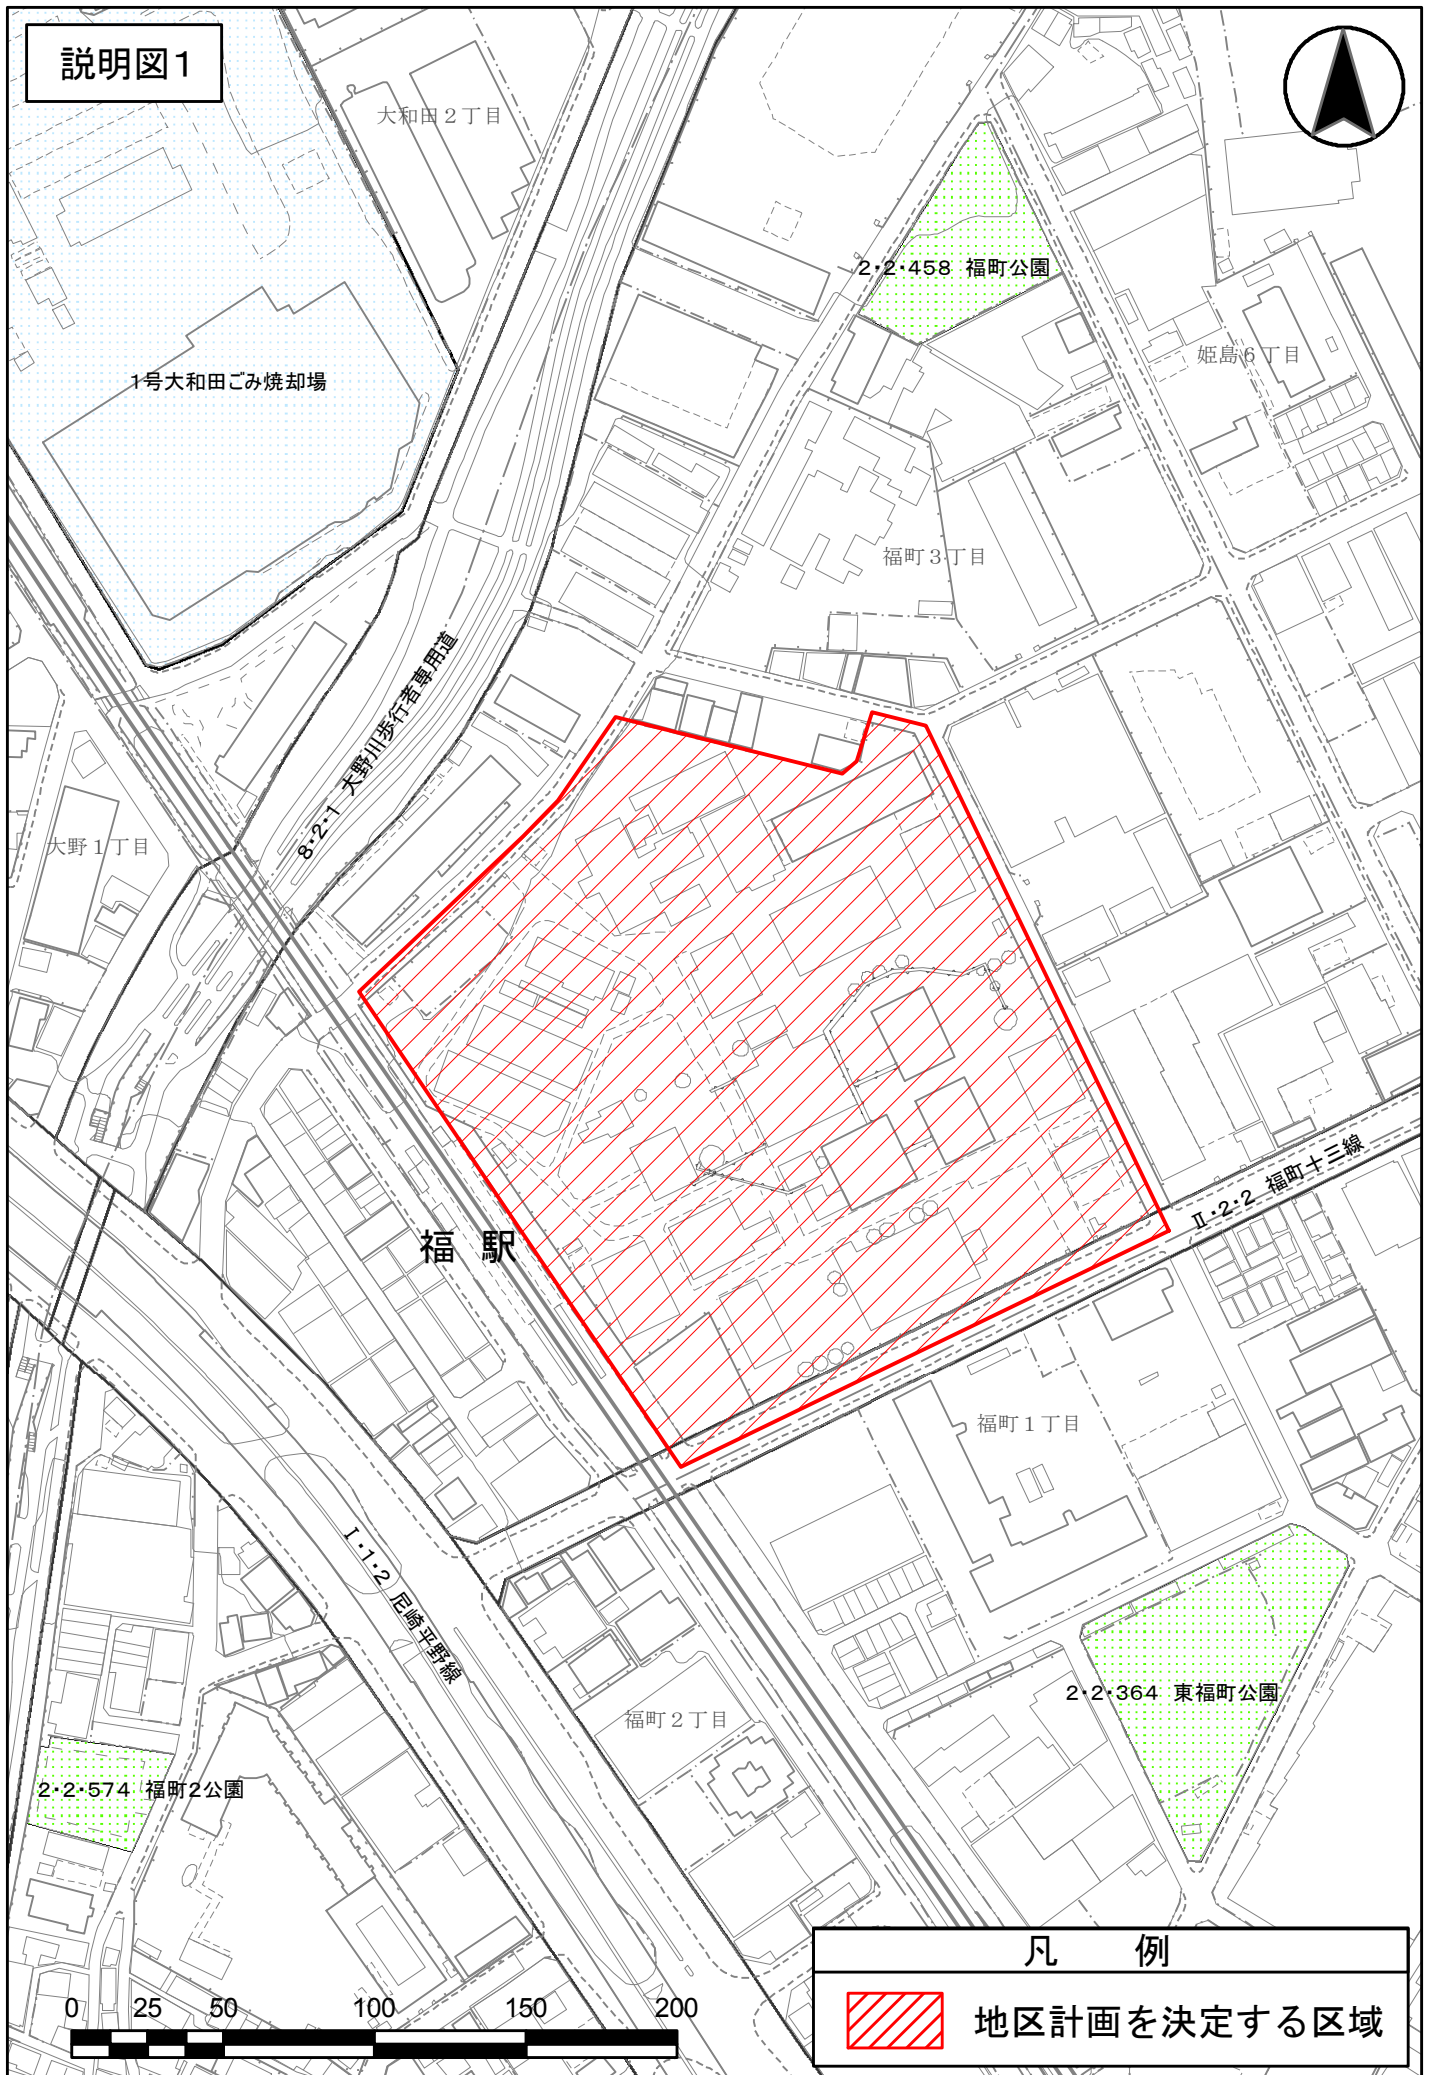 説明図1
大和田２丁目
2・2・458 福町公園
姫島６丁目
1号大和田ごみ焼却場
福町３丁目
8・2・1 大野川歩行者専用道
大野１丁目
福 駅
Ⅱ・2・2 福町十三線
福町１丁目
Ⅰ・1・2 尼崎平野線
2・2・364 東福町公園
福町２丁目
2・2・574 福町2公園
凡 例
地区計画を決定する区域
0 25 50 100 150 200